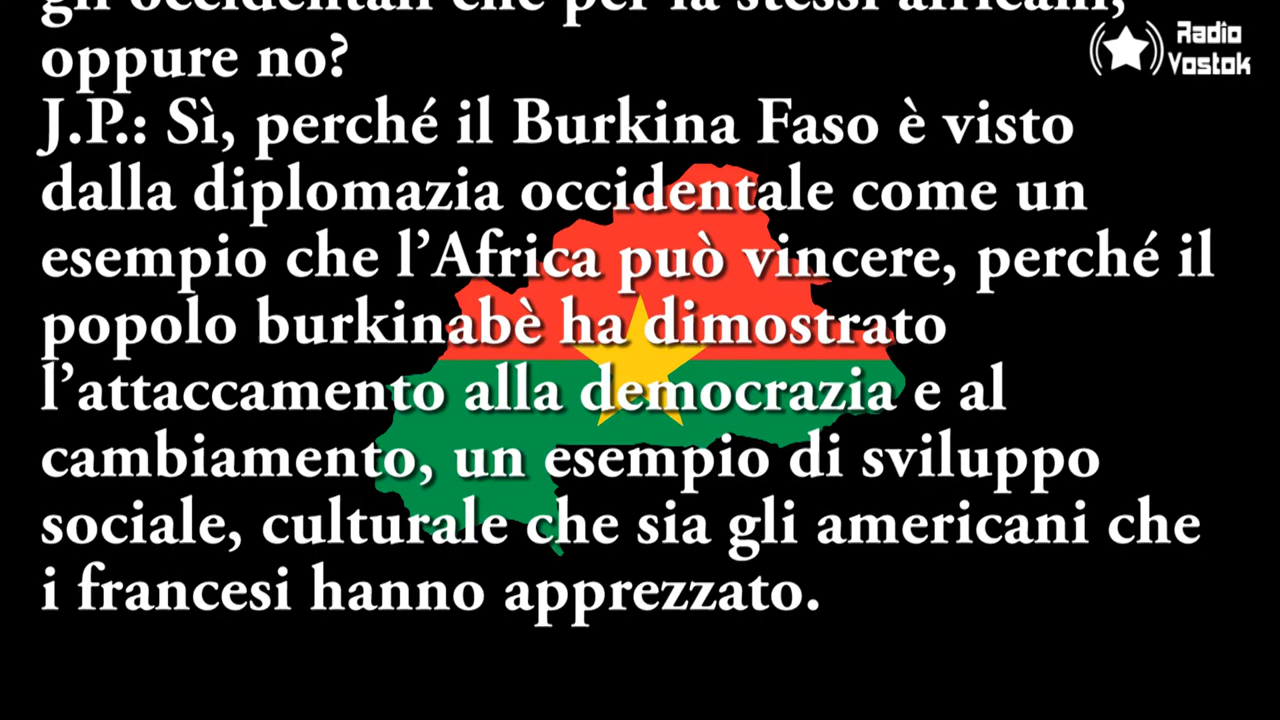 gli occidentali che per la stessi africani,
oppure no?
J.P.: Sì, perché il Burkina Faso è visto
dalla diplomazia occidentale come un
esempio che l’Africa può vincere, perché il
popolo burkinabè ha dimostrato
l’attaccamento alla democrazia e al
cambiamento, un esempio di sviluppo
sociale, culturale che sia gli americani che
i francesi hanno apprezzato.
Radio
Vostok